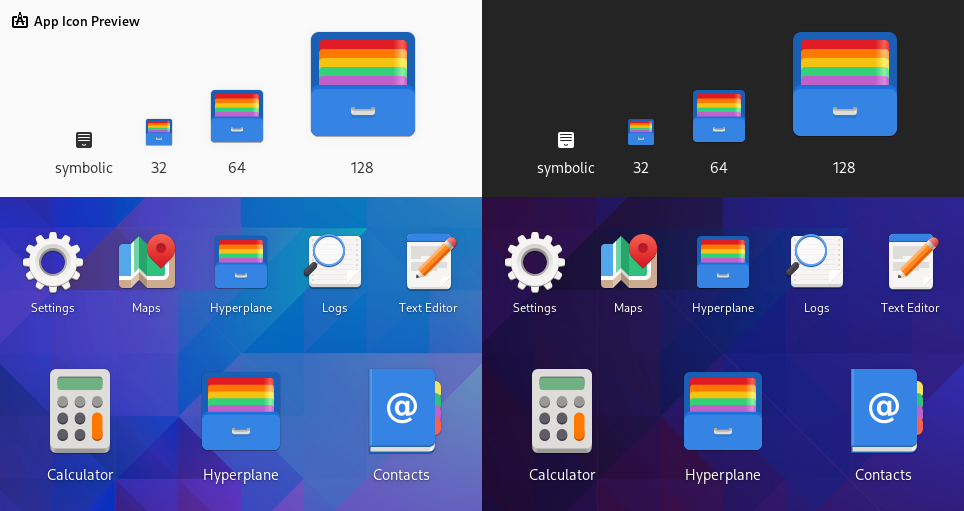 App Icon Preview
symbolic 32 64 128
symbolic 32 64 128
Settings Maps Hyperplane Logs Text Editor
Settings Maps Hyperplane Logs Text Editor
@
@
Calculator Hyperplane Contacts
Calculator Hyperplane Contacts